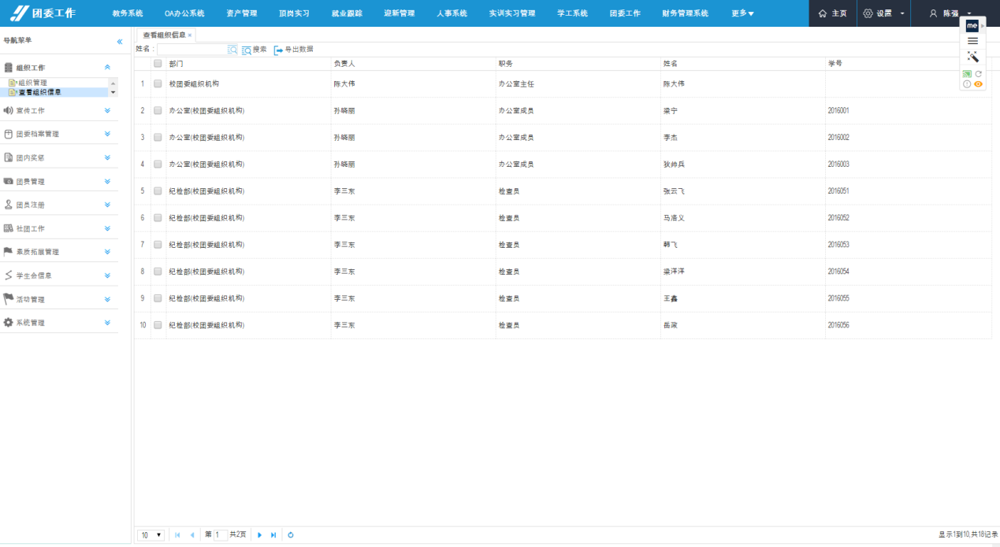 团委工作 教务系统 OA办公系统 资产管理 顶岗实习 就业跟踪 迎新管理 人事系统 实训实习管理 学工系统 团委工作 财务管理系统 更多 主页 设置 陈强
me
导航菜单
组织工作
组织管理
查看组织信息
宣传工作
团委档案管理
团内奖惩
团费管理
团员注册
社团工作
素质拓展管理
学生会信息
活动管理
系统管理
查看组织信息 ×
姓名： 搜索 导出数据
部门 负责人 职务 姓名 学号
1 校团委组织机构 陈大伟 办公室主任 陈大伟
2 办公室(校团委组织机构) 孙晓丽 办公室成员 梁宁 2016001
3 办公室(校团委组织机构) 孙晓丽 办公室成员 李杰 2016002
4 办公室(校团委组织机构) 孙晓丽 办公室成员 狄帅兵 2016003
5 纪检部(校团委组织机构) 李三东 检查员 张云飞 2016051
6 纪检部(校团委组织机构) 李三东 检查员 马洛义 2016052
7 纪检部(校团委组织机构) 李三东 检查员 韩飞 2016053
8 纪检部(校团委组织机构) 李三东 检查员 梁洋洋 2016054
9 纪检部(校团委组织机构) 李三东 检查员 王鑫 2016055
10 纪检部(校团委组织机构) 李三东 检查员 岳淑 2016056
10 第 1 共2页 显示1到10,共18记录